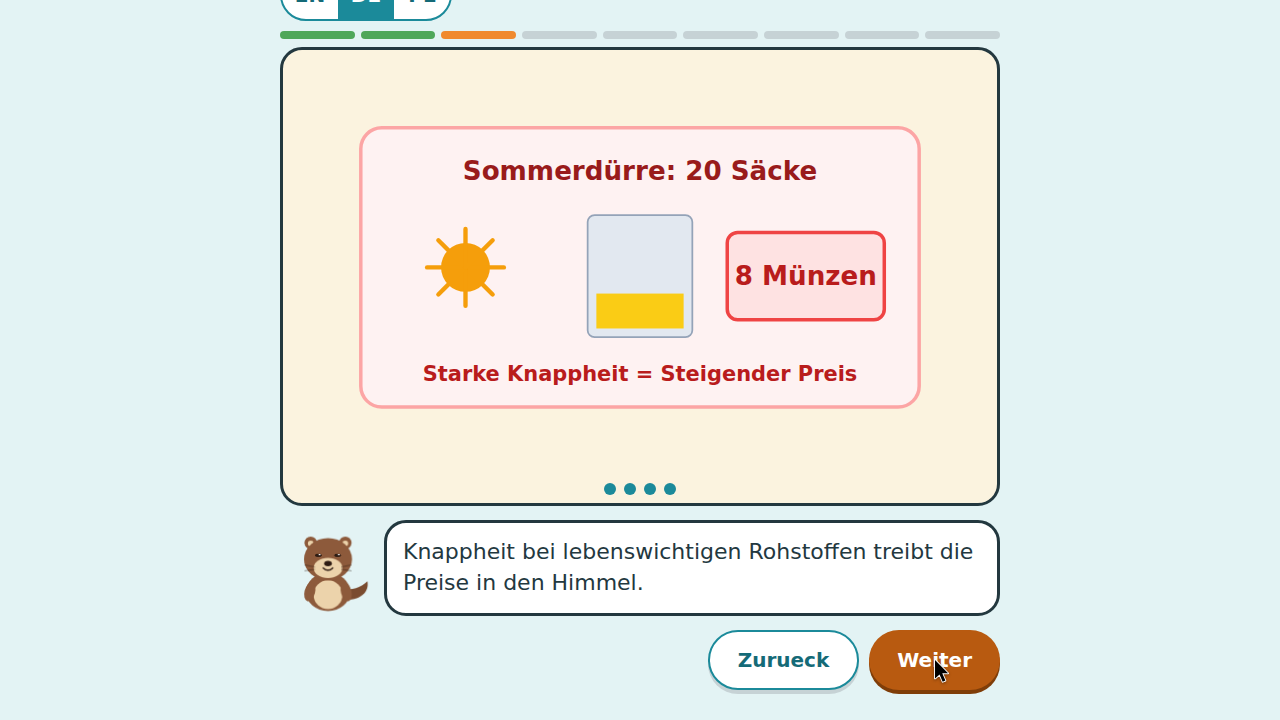 Sommerdürre: 20 Säcke
8 Münzen
Starke Knappheit = Steigender Preis
Knappheit bei lebenswichtigen Rohstoffen treibt die
Preise in den Himmel.
Zurueck
Weiter